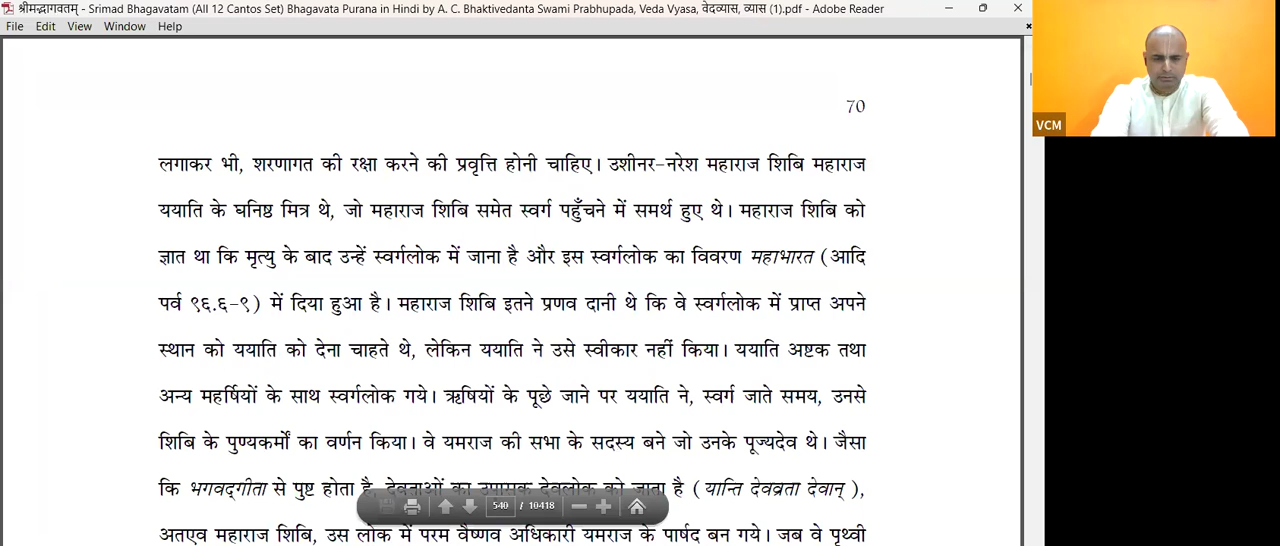 श्रीमद्भागवतम् - Srimad Bhagavatam (All 12 Cantos Set) Bhagavata Purana in Hindi by A. C. Bhaktivedanta Swami Prabhupada, Veda Vyasa, वेदव्यास, व्यास (1).pdf - Adobe Reader
File Edit View Window Help
VCM
70
लगाकर भी, शरणागत की रक्षा करने की प्रवृत्ति होनी चाहिए। उशीनर-नरेश महाराज शिबि महाराज
ययाति के घनिष्ठ मित्र थे, जो महाराज शिबि समेत स्वर्ग पहुँचने में समर्थ हुए थे। महाराज शिबि को
ज्ञात था कि मृत्यु के बाद उन्हें स्वर्गलोक में जाना है और इस स्वर्गलोक का विवरण महाभारत (आदि
पर्व ९६.६-९) में दिया हुआ है। महाराज शिबि इतने प्रणव दानी थे कि वे स्वर्गलोक में प्राप्त अपने
स्थान को ययाति को देना चाहते थे, लेकिन ययाति ने उसे स्वीकार नहीं किया। ययाति अष्टक तथा
अन्य महर्षियों के साथ स्वर्गलोक गये। ऋषियों के पूछे जाने पर ययाति ने, स्वर्ग जाते समय, उनसे
शिबि के पुण्यकर्मों का वर्णन किया। वे यमराज की सभा के सदस्य बने जो उनके पूज्यदेव थे। जैसा
कि भगवद्गीता से पुष्ट होता है, देवताओं का उपासक देवलोक को जाता है (यान्ति देवव्रता देवान्),
540 / 10418
अतएव महाराज शिबि, उस लोक में परम वैष्णव अधिकारी यमराज के पार्षद बन गये। जब वे पृथ्वी